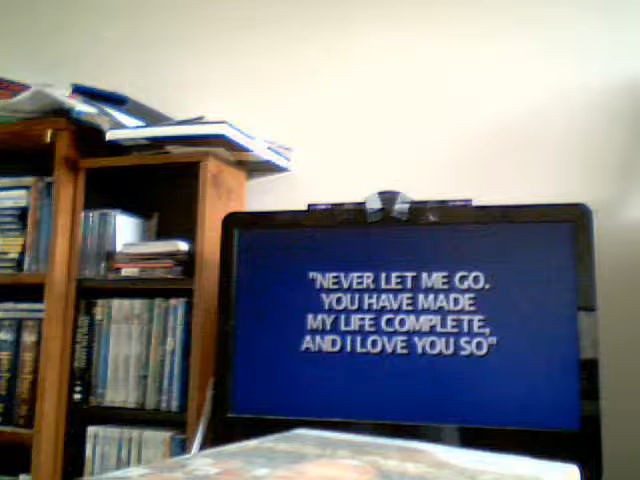 "NEVER LET ME GO.
YOU HAVE MADE
MY LIFE COMPLETE,
AND I LOVE YOU SO"